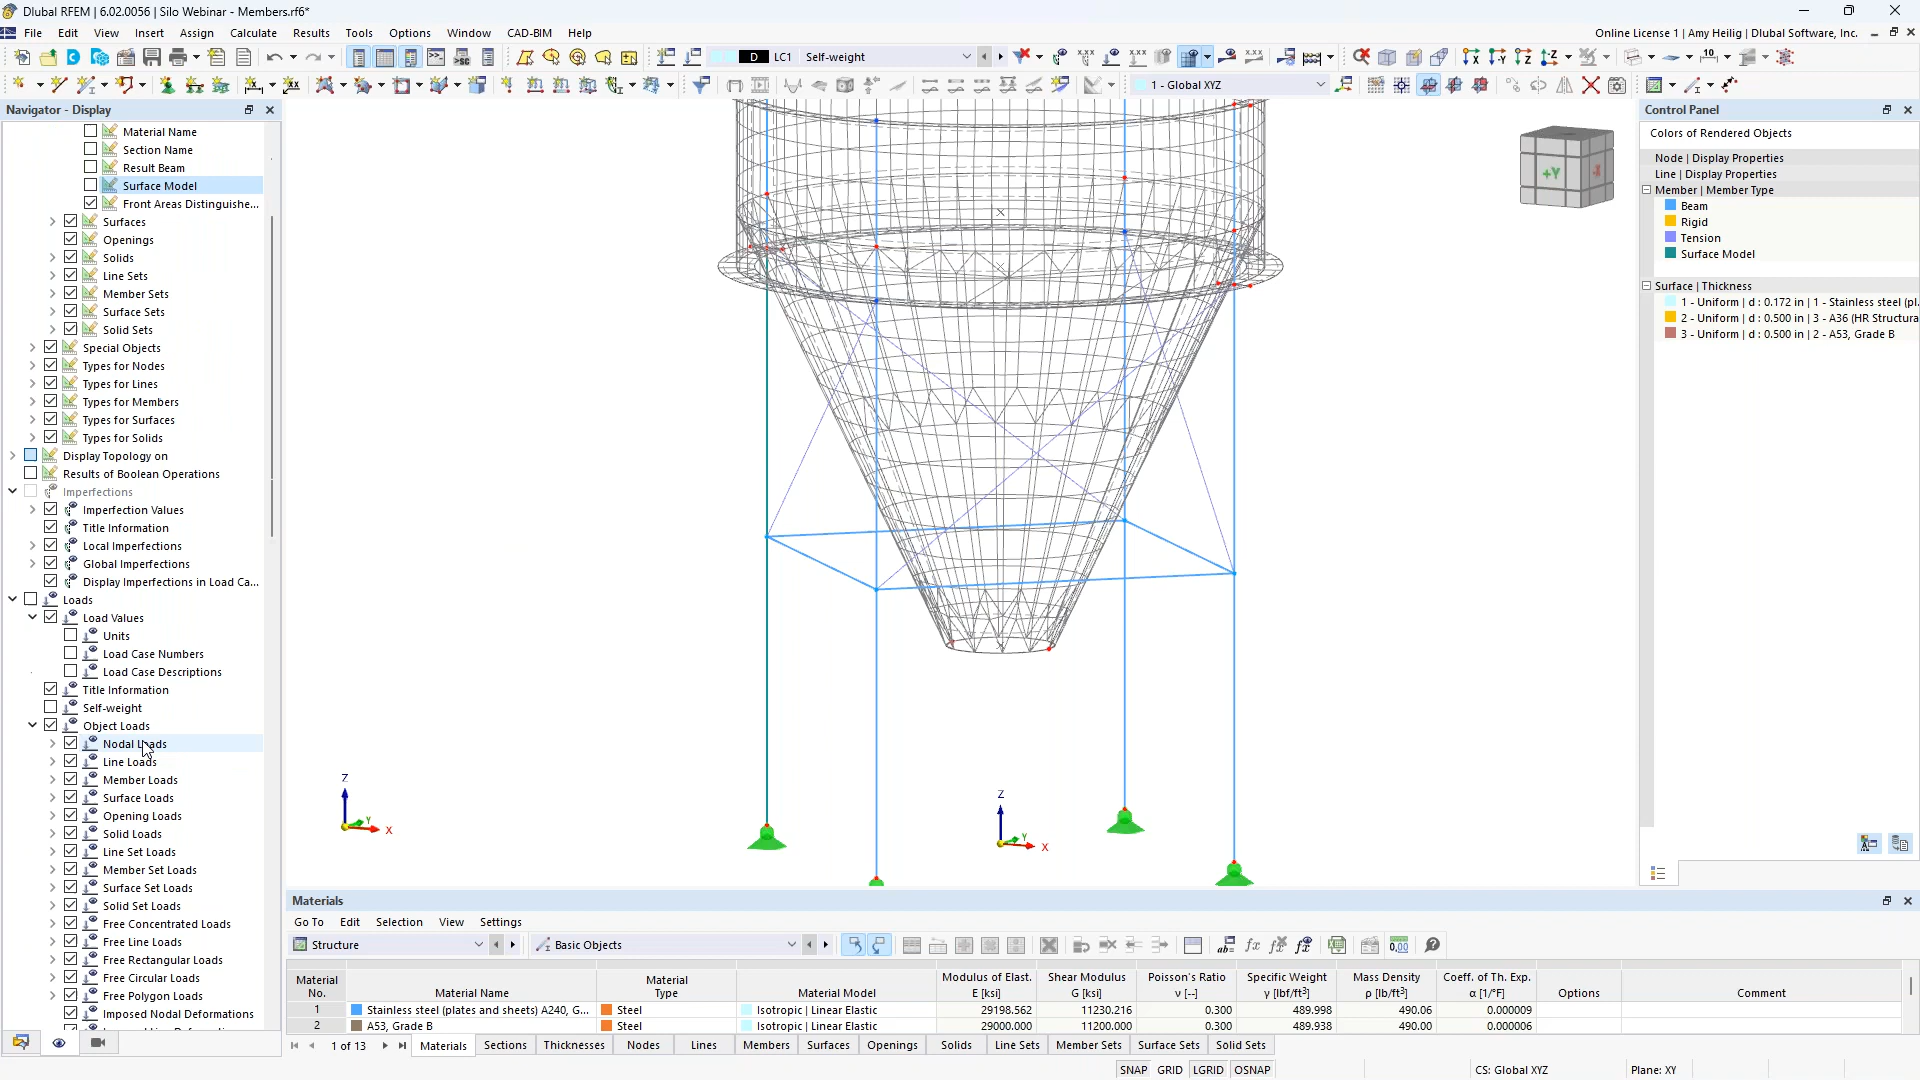 Dlubal RFEM | 6.02.0056 | Silo Webinar - Members.rf6*
File Edit View Insert Assign Calculate Results Tools Options Window CAD-BIM Help
Online License 1 | Amy Heilig | Dlubal Software, Inc.
D LC1 Self-weight
1 - Global XYZ
Navigator - Display
Material Name
Section Name
Result Beam
Surface Model
Front Areas Distinguishe...
Surfaces
Openings
Solids
Line Sets
Member Sets
Surface Sets
Solid Sets
Special Objects
Types for Nodes
Types for Lines
Types for Members
Types for Surfaces
Types for Solids
Display Topology on
Results of Boolean Operations
Imperfections
Imperfection Values
Title Information
Local Imperfections
Global Imperfections
Display Imperfections in Load Ca...
Loads
Load Values
Units
Load Case Numbers
Load Case Descriptions
Title Information
Self-weight
Object Loads
Nodal Loads
Line Loads
Member Loads
Surface Loads
Opening Loads
Solid Loads
Line Set Loads
Member Set Loads
Surface Set Loads
Solid Set Loads
Free Concentrated Loads
Free Line Loads
Free Rectangular Loads
Free Circular Loads
Free Polygon Loads
Imposed Nodal Deformations
+Y
Z
Y
X
Z
Y
X
Control Panel
Colors of Rendered Objects
Node | Display Properties
Line | Display Properties
Member | Member Type
Beam
Rigid
Tension
Surface Model
Surface | Thickness
1 - Uniform | d : 0.172 in | 1 - Stainless steel (pl.
2 - Uniform | d : 0.500 in | 3 - A36 (HR Structura
3 - Uniform | d : 0.500 in | 2 - A53, Grade B
Materials
Go To Edit Selection View Settings
Structure Basic Objects
Material No. Material Name Material Type Material Model Modulus of Elast. E [ksi] Shear Modulus G [ksi] Poisson's Ratio ν [--] Specific Weight γ [lbf/ft³] Mass Density ρ [lb/ft³] Coeff. of Th. Exp. α [1/°F] Options Comment
1 Stainless steel (plates and sheets) A240, G... Steel Isotropic | Linear Elastic 29198.562 11230.216 0.300 489.998 490.06 0.000009
2 A53, Grade B Steel Isotropic | Linear Elastic 29000.000 11200.000 0.300 489.938 490.00 0.000006
1 of 13 Materials Sections Thicknesses Nodes Lines Members Surfaces Openings Solids Line Sets Member Sets Surface Sets Solid Sets
SNAP GRID LGRID OSNAP CS: Global XYZ Plane: XY